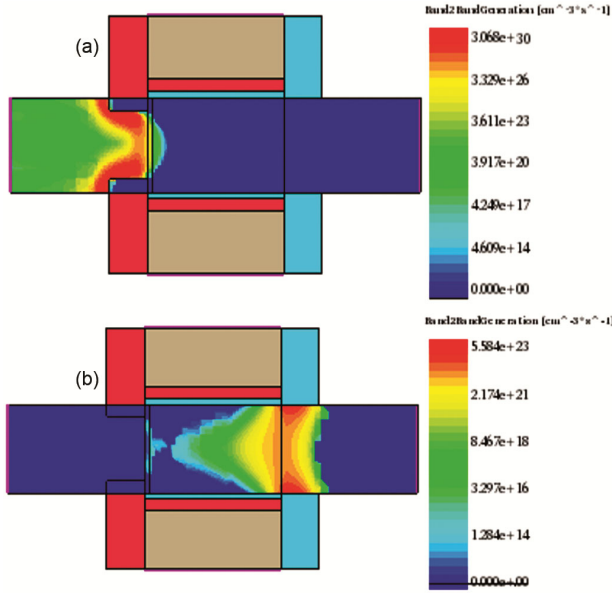 Band2BandGeneration [cm^-3*s^-1]
(a)
3.068e+30
3.329e+26
3.611e+23
3.917e+20
4.249e+17
4.609e+14
0.000e+00
Band2BandGeneration [cm^-3*s^-1]
(b)
5.584e+23
2.174e+21
8.467e+18
3.297e+16
1.284e+14
0.000e+00